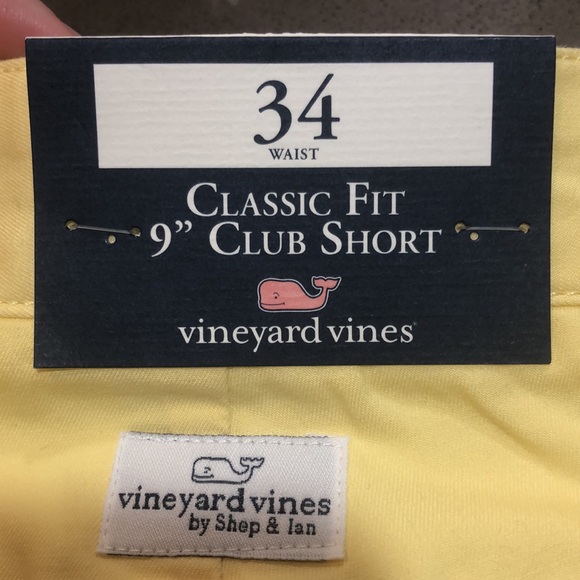 34
WAIST
CLASSIC FIT
9” CLUB SHORT
vineyard vines
vineyard vines
by Shep & Ian